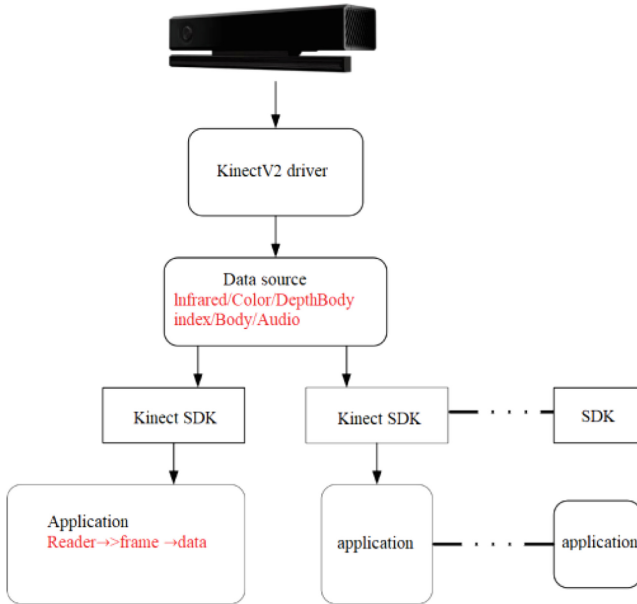 KinectV2 driver
Data source
Infrared/Color/DepthBody
index/Body/Audio
Kinect SDK
Kinect SDK
SDK
Application
Reader→>frame →data
application
application